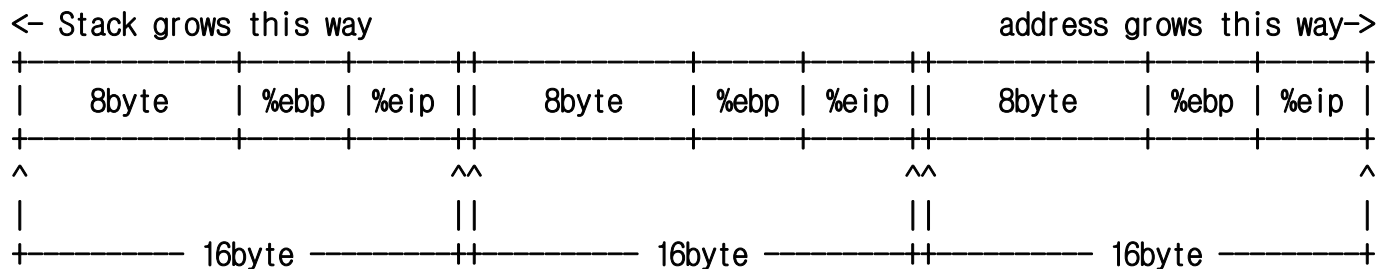 <- Stack grows this way address grows this way->
+--------------+------+------++--------------+------+------++--------------+------+------+
| 8byte | %ebp | %eip || 8byte | %ebp | %eip || 8byte | %ebp | %eip |
+--------------+------+------++--------------+------+------++--------------+------+------+
^ ^^ ^^ ^
| || || |
+---------- 16byte ----------++---------- 16byte ----------++---------- 16byte ----------+